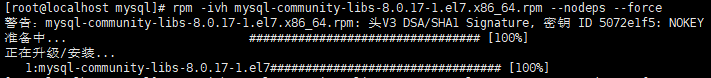 [root@localhost mysql]# rpm -ivh mysql-community-libs-8.0.17-1.el7.x86_64.rpm --nodeps --force
警告：mysql-community-libs-8.0.17-1.el7.x86_64.rpm: 头V3 DSA/SHA1 Signature, 密钥 ID 5072e1f5: NOKEY
准备中... ################################# [100%]
正在升级/安装...
1:mysql-community-libs-8.0.17-1.el7################################# [100%]